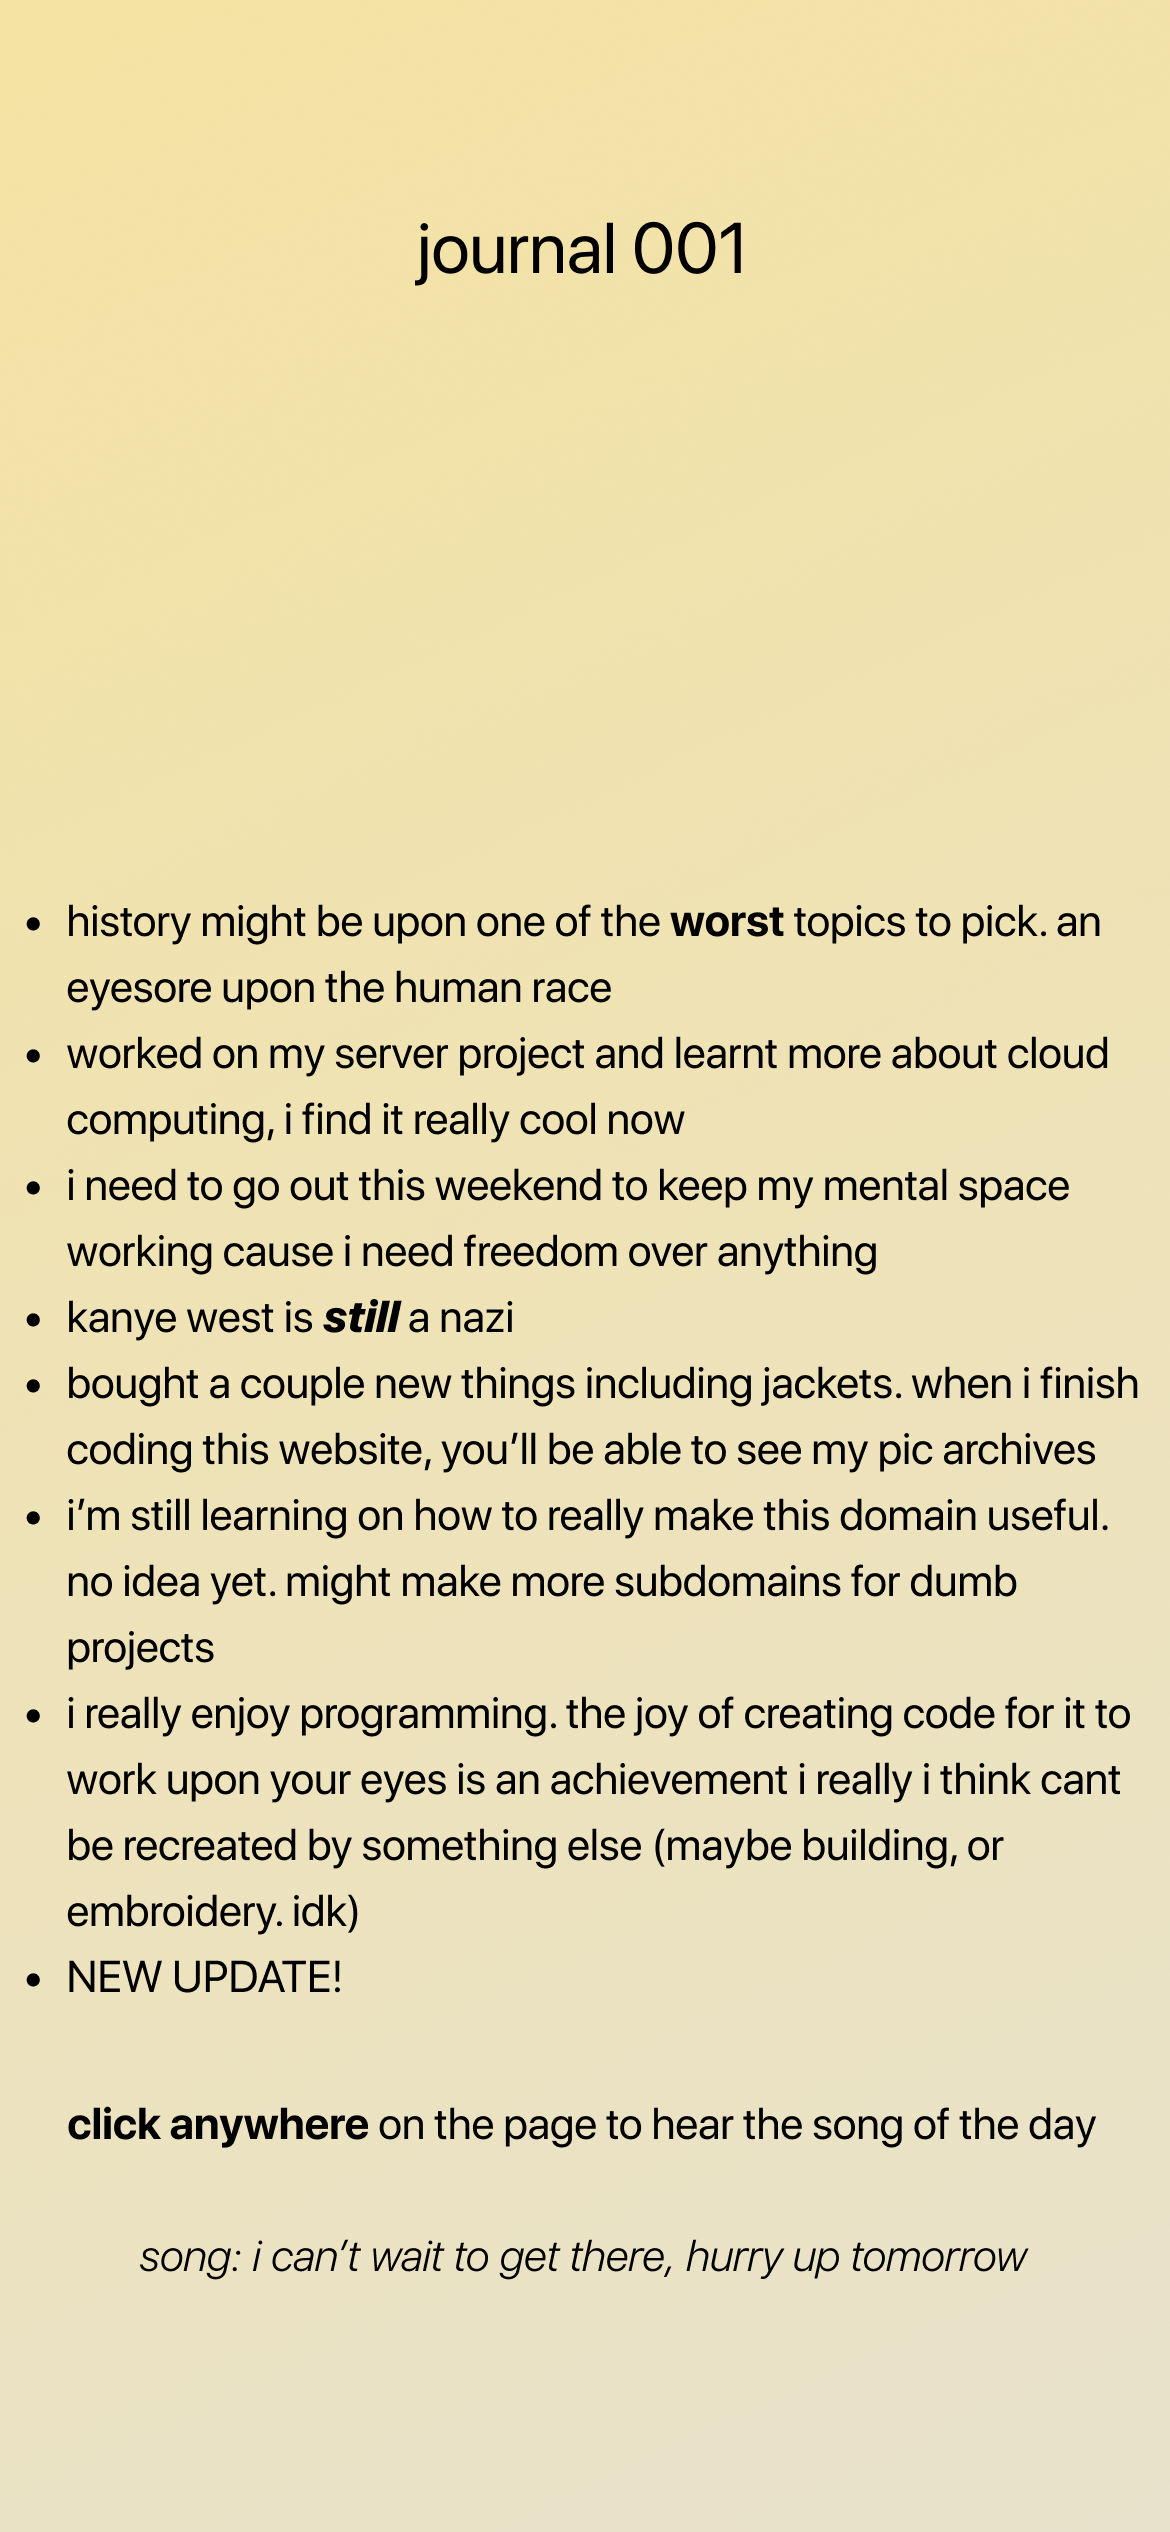 journal 001
• history might be upon one of the worst topics to pick. an
eyesore upon the human race
• worked on my server project and learnt more about cloud
computing, i find it really cool now
• i need to go out this weekend to keep my mental space
working cause i need freedom over anything
• kanye west is still a nazi
• bought a couple new things including jackets. when i finish
coding this website, you’ll be able to see my pic archives
• i’m still learning on how to really make this domain useful.
no idea yet. might make more subdomains for dumb
projects
• i really enjoy programming. the joy of creating code for it to
work upon your eyes is an achievement i really i think cant
be recreated by something else (maybe building, or
embroidery. idk)
• NEW UPDATE!
click anywhere on the page to hear the song of the day
song: i can’t wait to get there, hurry up tomorrow